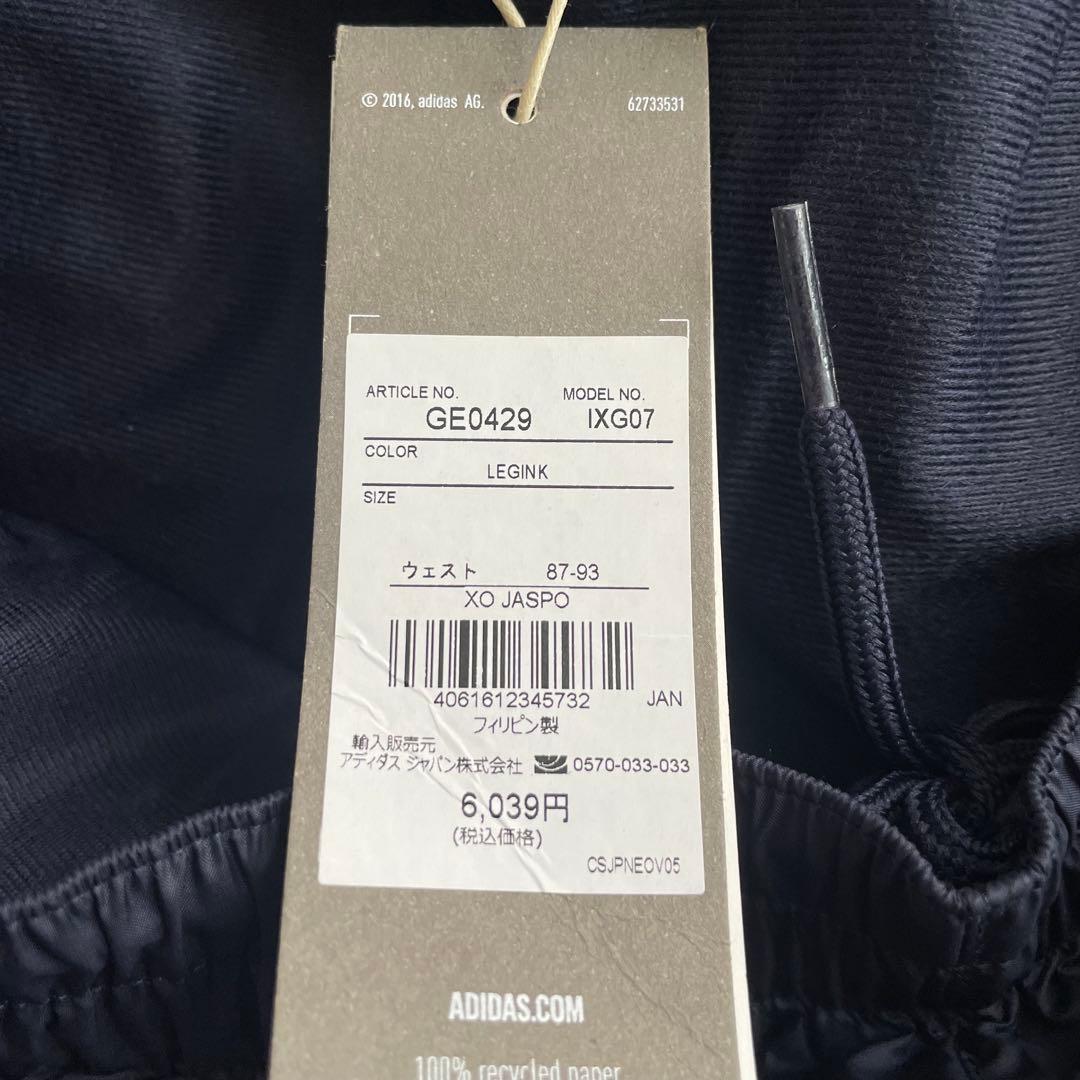 © 2016, adidas AG. 62733531
ARTICLE NO. MODEL NO.
GE0429 IXG07
COLOR
LEGINK
SIZE
ウェスト 87-93
XO JASPO
4061612345732 JAN
フィリピン製
輸入販売元
アディダス ジャパン株式会社 0570-033-033
6,039円
(税込価格)
CSJPNEOV05
ADIDAS.COM
100% recycled paper